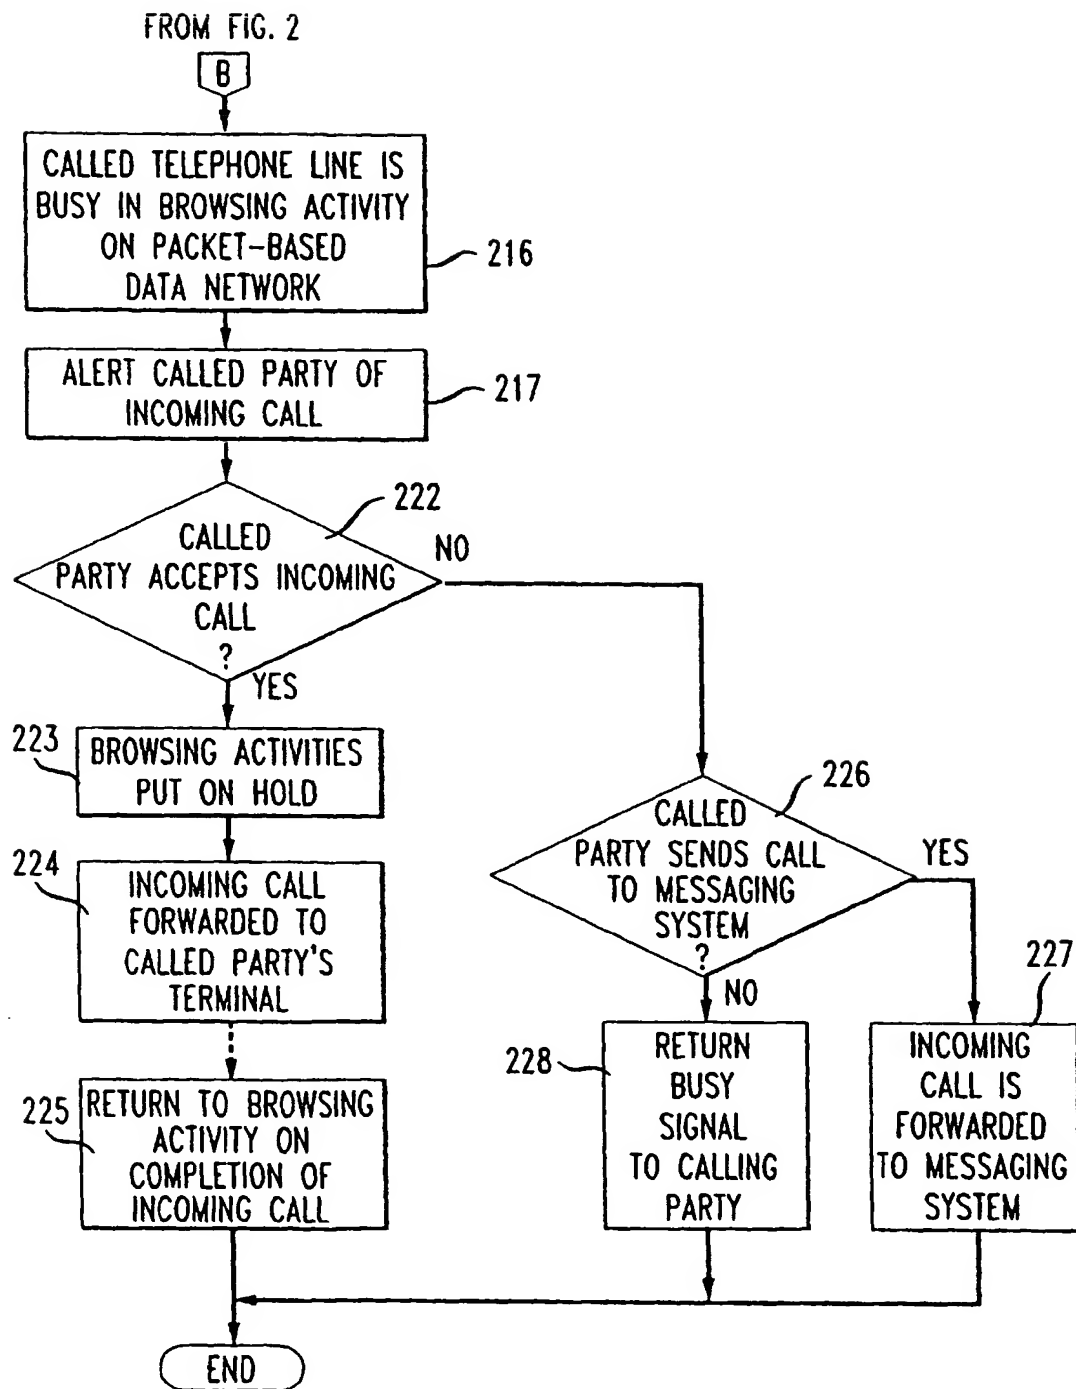 FROM FIG. 2
B
CALLED TELEPHONE LINE IS
BUSY IN BROWSING ACTIVITY
ON PACKET-BASED
DATA NETWORK
216
ALERT CALLED PARTY OF
INCOMING CALL
217
222
CALLED
PARTY ACCEPTS INCOMING
CALL
?
NO
YES
223
BROWSING ACTIVITIES
PUT ON HOLD
224
INCOMING CALL
FORWARDED TO
CALLED PARTY'S
TERMINAL
225
RETURN TO BROWSING
ACTIVITY ON
COMPLETION OF
INCOMING CALL
226
CALLED
PARTY SENDS CALL
TO MESSAGING
SYSTEM
?
YES
NO
228
RETURN
BUSY
SIGNAL
TO CALLING
PARTY
227
INCOMING
CALL IS
FORWARDED
TO MESSAGING
SYSTEM
END